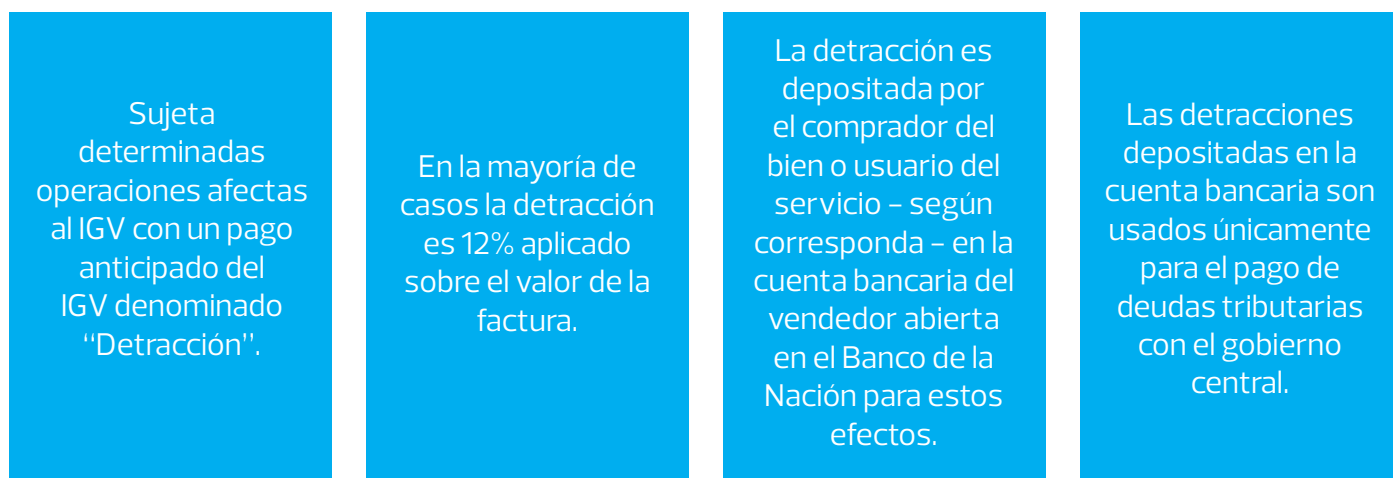 Sujeta
determinadas
operaciones afectas
al IGV con un pago
anticipado del
IGV denominado
“Detracción”.
En la mayoría de
casos la detracción
es 12% aplicado
sobre el valor de la
factura.
La detracción es
depositada por
el comprador del
bien o usuario del
servicio – según
corresponda – en la
cuenta bancaria del
vendedor abierta
en el Banco de la
Nación para estos
efectos.
Las detracciones
depositadas en la
cuenta bancaria son
usados únicamente
para el pago de
deudas tributarias
con el gobierno
central.